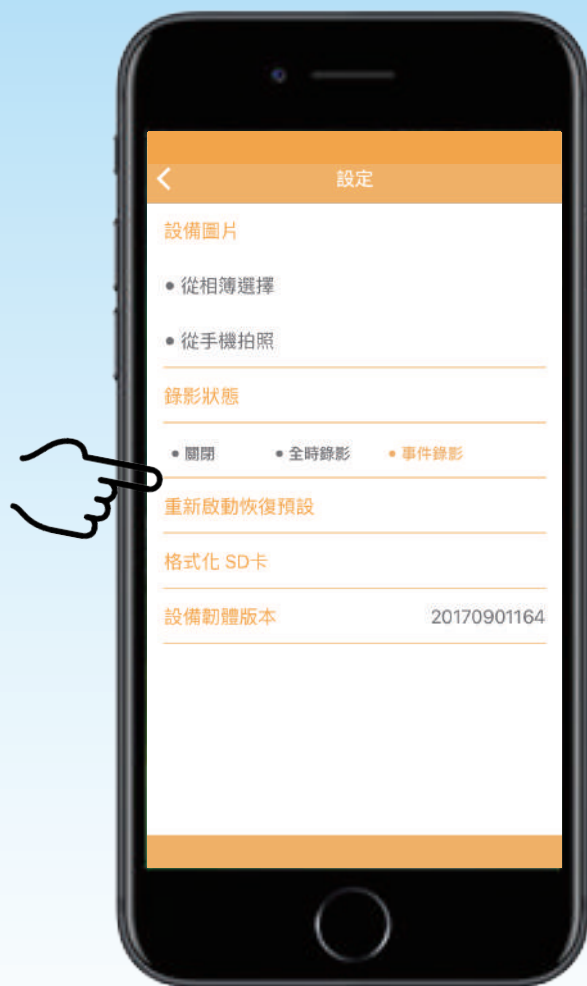 設定
設備圖片
• 從相簿選擇
• 從手機拍照
錄影狀態
• 關閉 • 全時錄影 • 事件錄影
重新啟動恢復預設
格式化 SD卡
設備韌體版本 20170901164